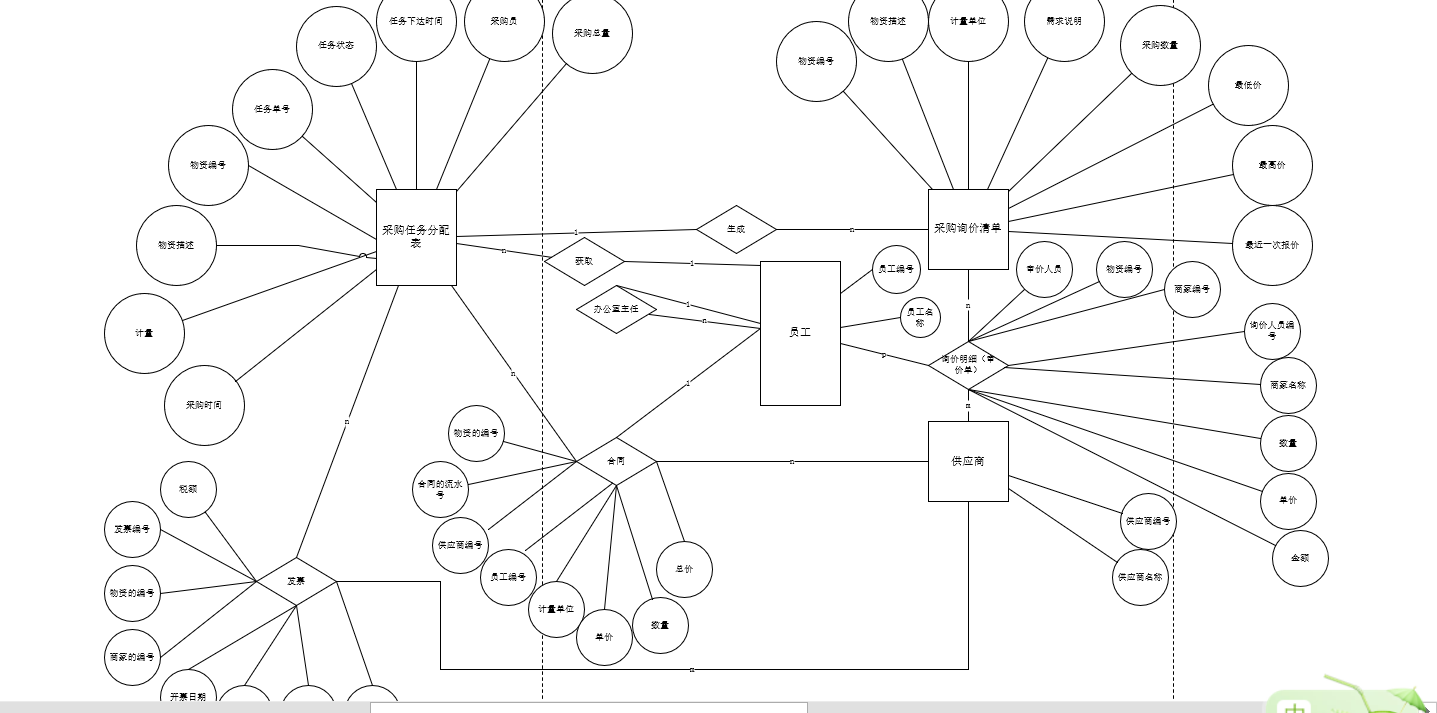 任务下达时间
采购员
采购总量
任务状态
任务单号
物资编号
物资描述
计量
采购时间
采购任务分配
表
物资编号
物资描述
计量单位
需求说明
采购数量
最低价
最高价
最近一次报价
采购询价清单
1
生成
n
n
获取
1
办公室主任
1
n
员工
员工编号
员工名
称
审价人员
物资编号
商家编号
询价人员编
号
商家名称
数量
单价
金额
n
p
询价明细（审
价单）
m
供应商
供应商编号
供应商名称
n
1
n
合同
n
物资的编号
合同的流水
号
供应商编号
员工编号
计量单位
单价
数量
总价
税额
发票编号
物资的编号
商家的编号
开票日期
发票
m
中